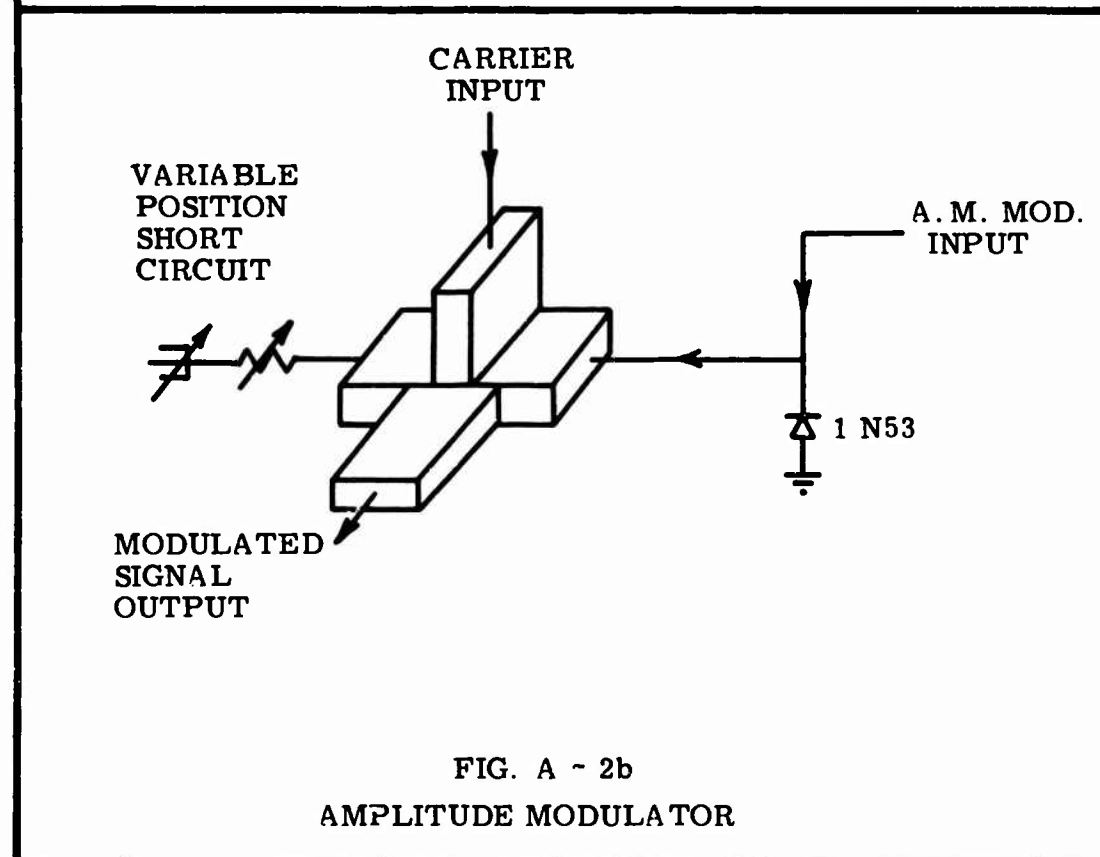 CARRIER
INPUT
VARIABLE
POSITION
SHORT
CIRCUIT
A. M. MOD.
INPUT
1 N53
MODULATED
SIGNAL
OUTPUT
FIG. A - 2b
AMPLITUDE MODULATOR